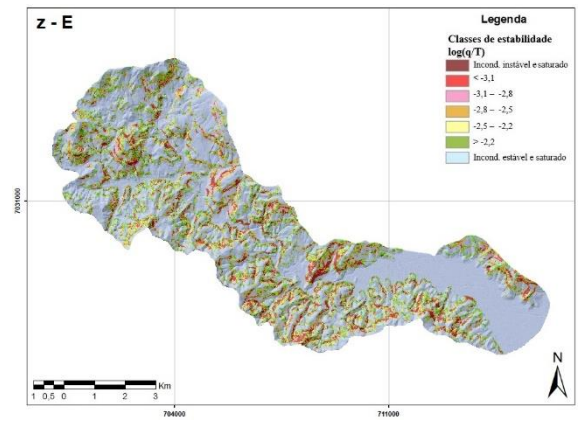 z - E
Legenda
Classes de estabilidade
log(q/T)
Incond. instável e saturado
< -3,1
-3,1 – -2,8
-2,8 – -2,5
-2,5 – -2,2
> -2,2
Incond. estável e saturado
7031000
N
Km
1 0,5 0 1 2 3
704000 711000